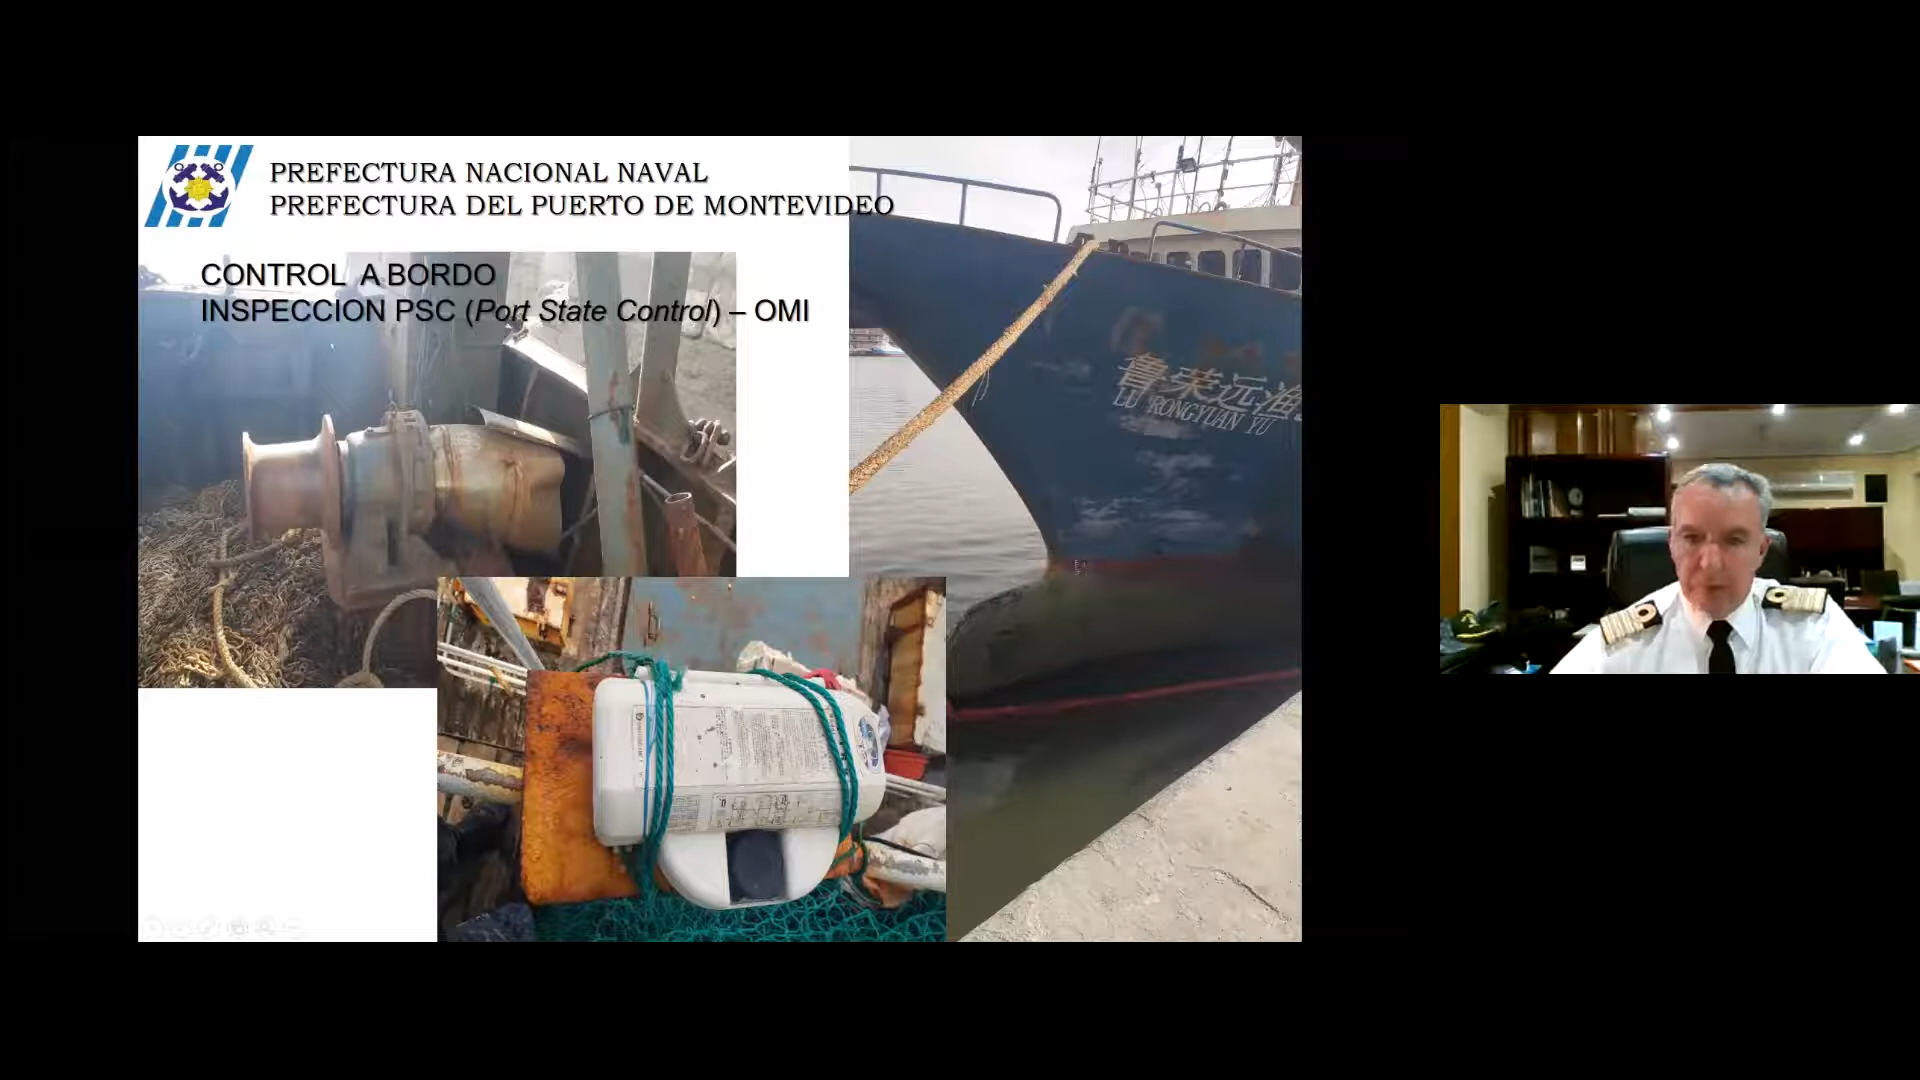 PREFECTURA NACIONAL NAVAL
PREFECTURA DEL PUERTO DE MONTEVIDEO
CONTROL A BORDO
INSPECCION PSC (Port State Control) – OMI
鲁荣远渔
LU RONGYUAN YU